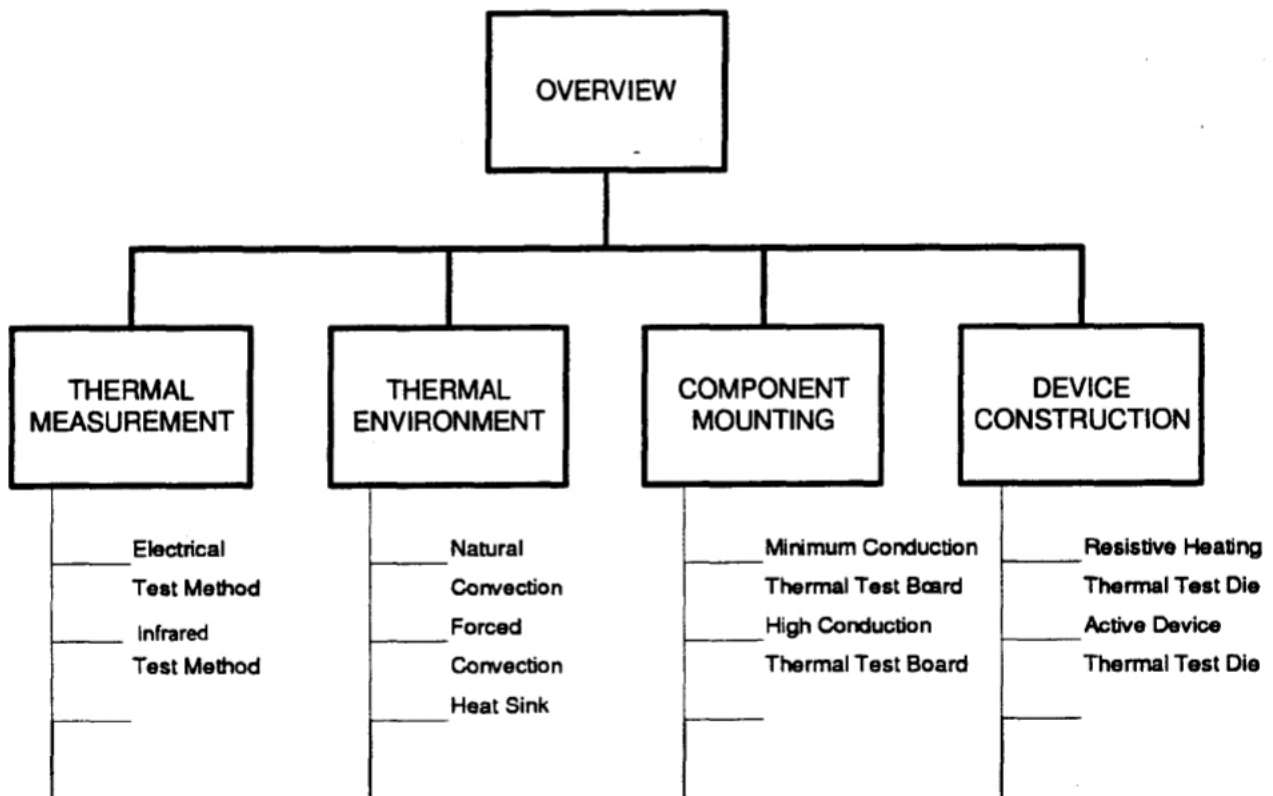 OVERVIEW
THERMAL
MEASUREMENT
THERMAL
ENVIRONMENT
COMPONENT
MOUNTING
DEVICE
CONSTRUCTION
Electrical
Test Method
Infrared
Test Method
Natural
Convection
Forced
Convection
Heat Sink
Minimum Conduction
Thermal Test Board
High Conduction
Thermal Test Board
Resistive Heating
Thermal Test Die
Active Device
Thermal Test Die